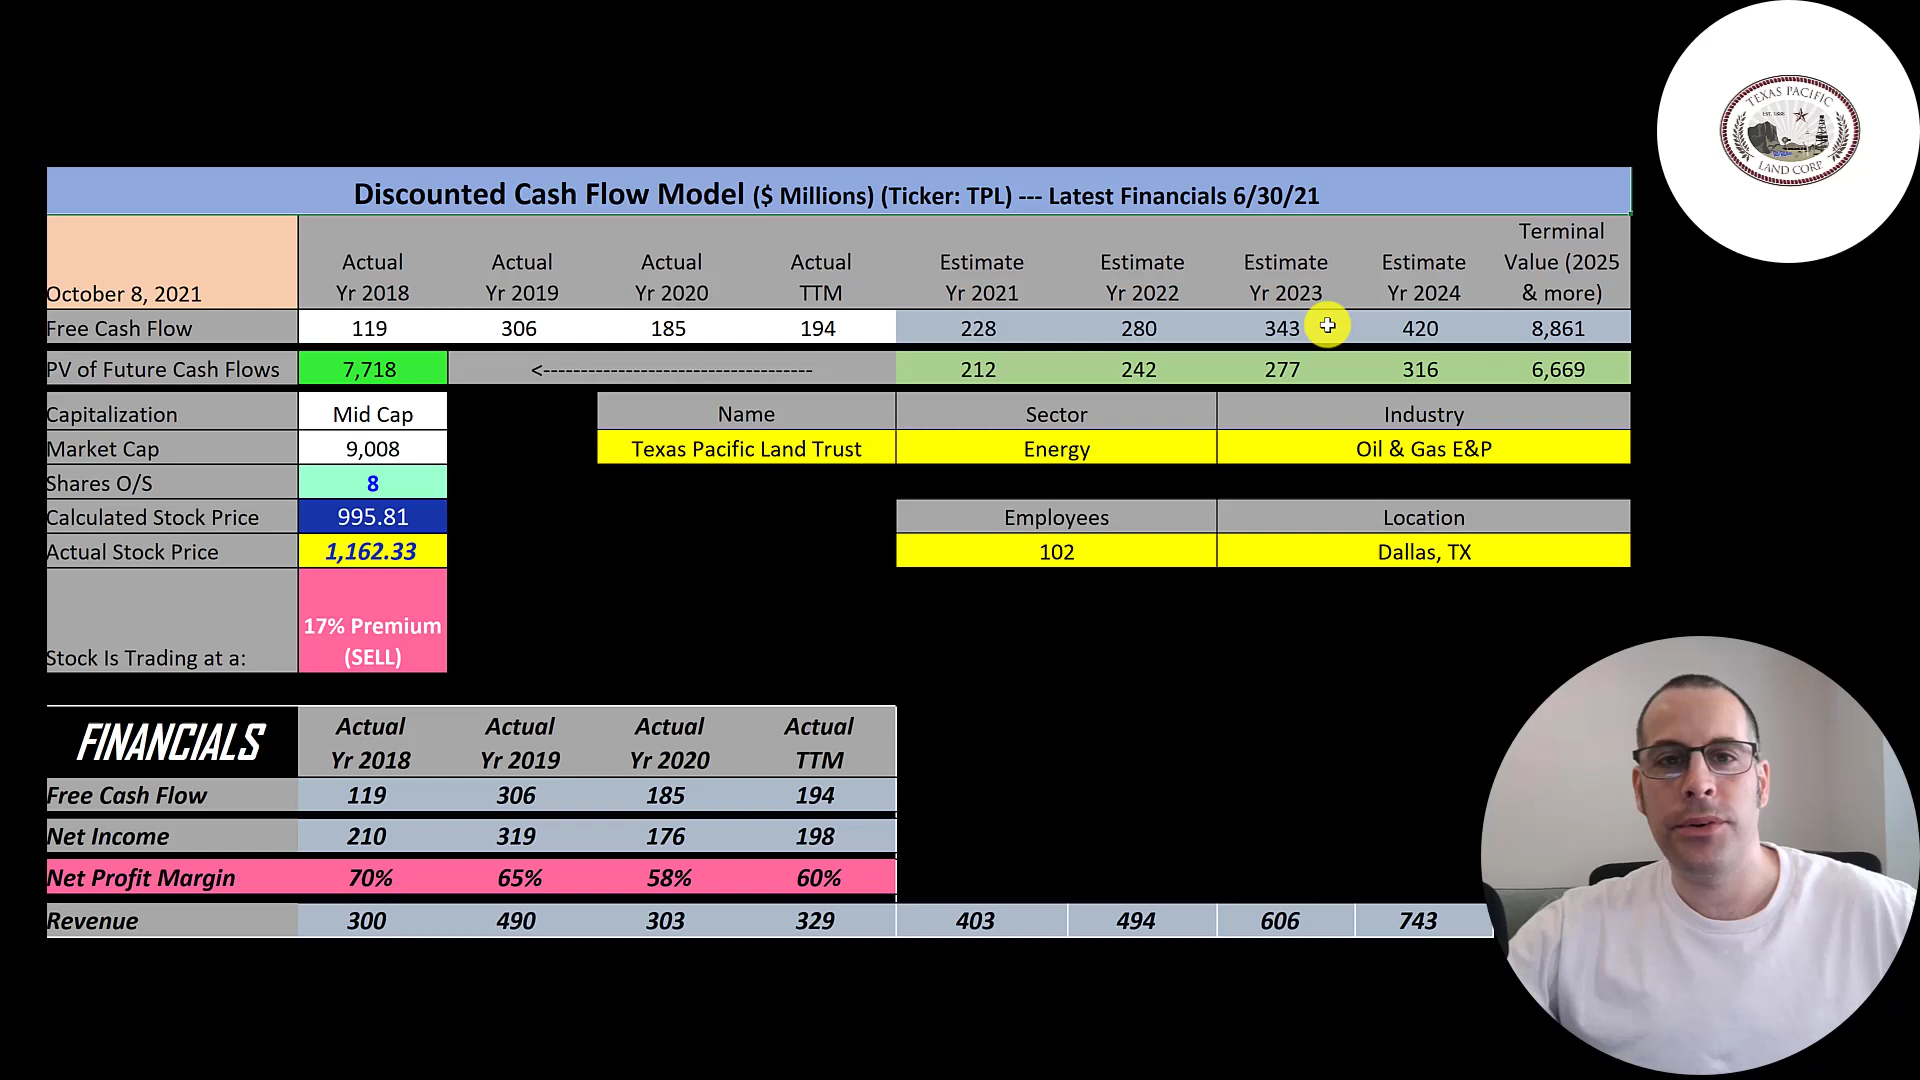 TEXAS PACIFIC
EST. 1888
LAND CORP.
Discounted Cash Flow Model ($ Millions) (Ticker: TPL) --- Latest Financials 6/30/21
October 8, 2021 Actual Yr 2018 Actual Yr 2019 Actual Yr 2020 Actual TTM Estimate Yr 2021 Estimate Yr 2022 Estimate Yr 2023 Estimate Yr 2024 Terminal Value (2025 & more)
Free Cash Flow 119 306 185 194 228 280 343 420 8,861
PV of Future Cash Flows 7,718 <----------------------------------- 212 242 277 316 6,669
Capitalization Mid Cap Name Sector Industry
Market Cap 9,008 Texas Pacific Land Trust Energy Oil & Gas E&P
Shares O/S 8
Calculated Stock Price 995.81 Employees Location
Actual Stock Price 1,162.33 102 Dallas, TX
Stock Is Trading at a: 17% Premium (SELL)
FINANCIALS Actual Yr 2018 Actual Yr 2019 Actual Yr 2020 Actual TTM
Free Cash Flow 119 306 185 194
Net Income 210 319 176 198
Net Profit Margin 70% 65% 58% 60%
Revenue 300 490 303 329 403 494 606 743